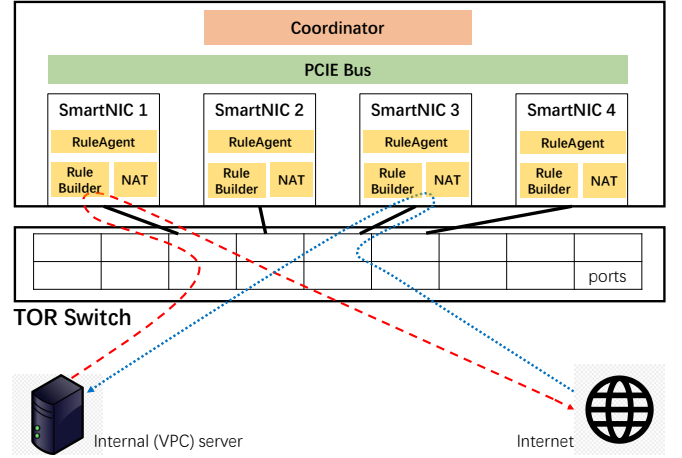 Coordinator
PCIE Bus
SmartNIC 1
RuleAgent
Rule
Builder
NAT
SmartNIC 2
RuleAgent
Rule
Builder
NAT
SmartNIC 3
RuleAgent
Rule
Builder
NAT
SmartNIC 4
RuleAgent
Rule
Builder
NAT
ports
TOR Switch
Internal (VPC) server
Internet